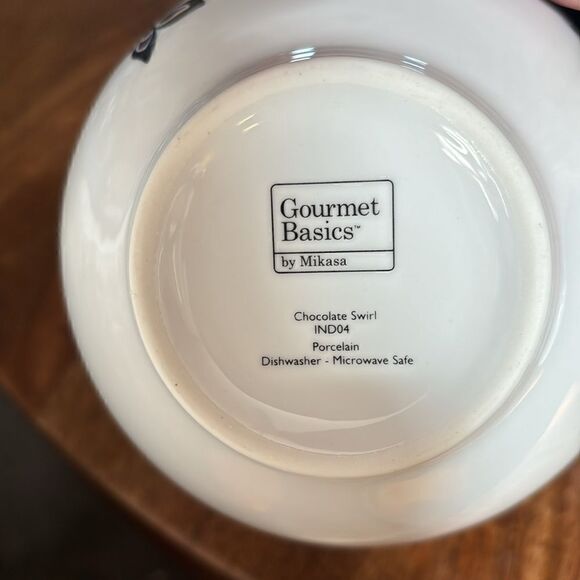 Gourmet
Basics™
by Mikasa
Chocolate Swirl
IND04
Porcelain
Dishwasher - Microwave Safe